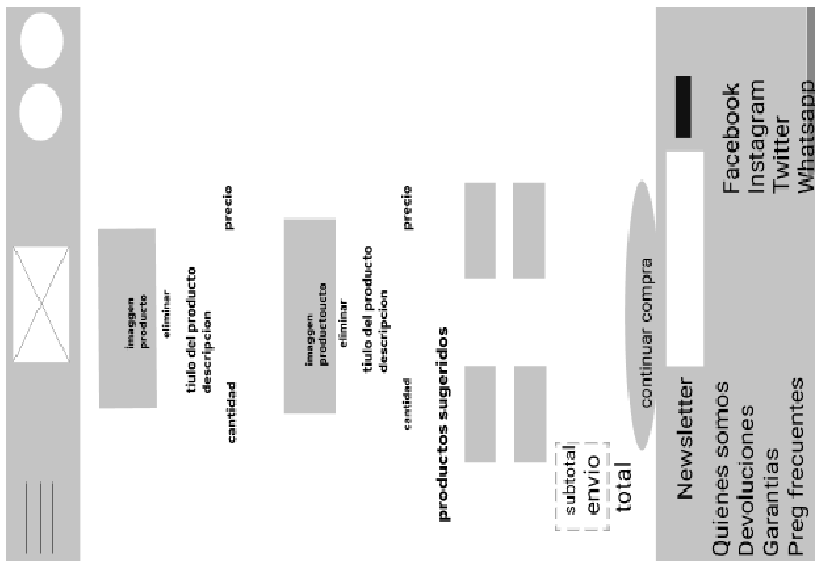 imaggen
producto
eliminar
tiulo del producto
descripcion
cantidad
precio
imaggen
productoucto
eliminar
tiulo del producto
descripcion
cantidad
precio
productos sugeridos
subtotal
envio
total
continuar compra
Newsletter
Quienes somos
Devoluciones
Garantias
Preg frecuentes
Facebook
Instagram
Twitter
Whatsapp